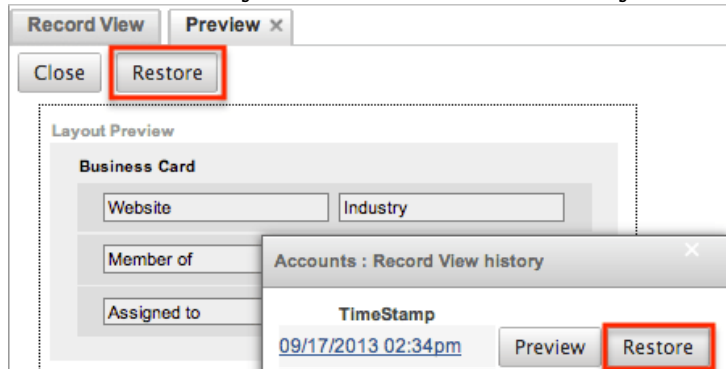 Record View Preview ×
Close Restore
Layout Preview
Business Card
Website Industry
Member of
Accounts : Record View history ×
Assigned to
TimeStamp
09/17/2013 02:34pm Preview Restore